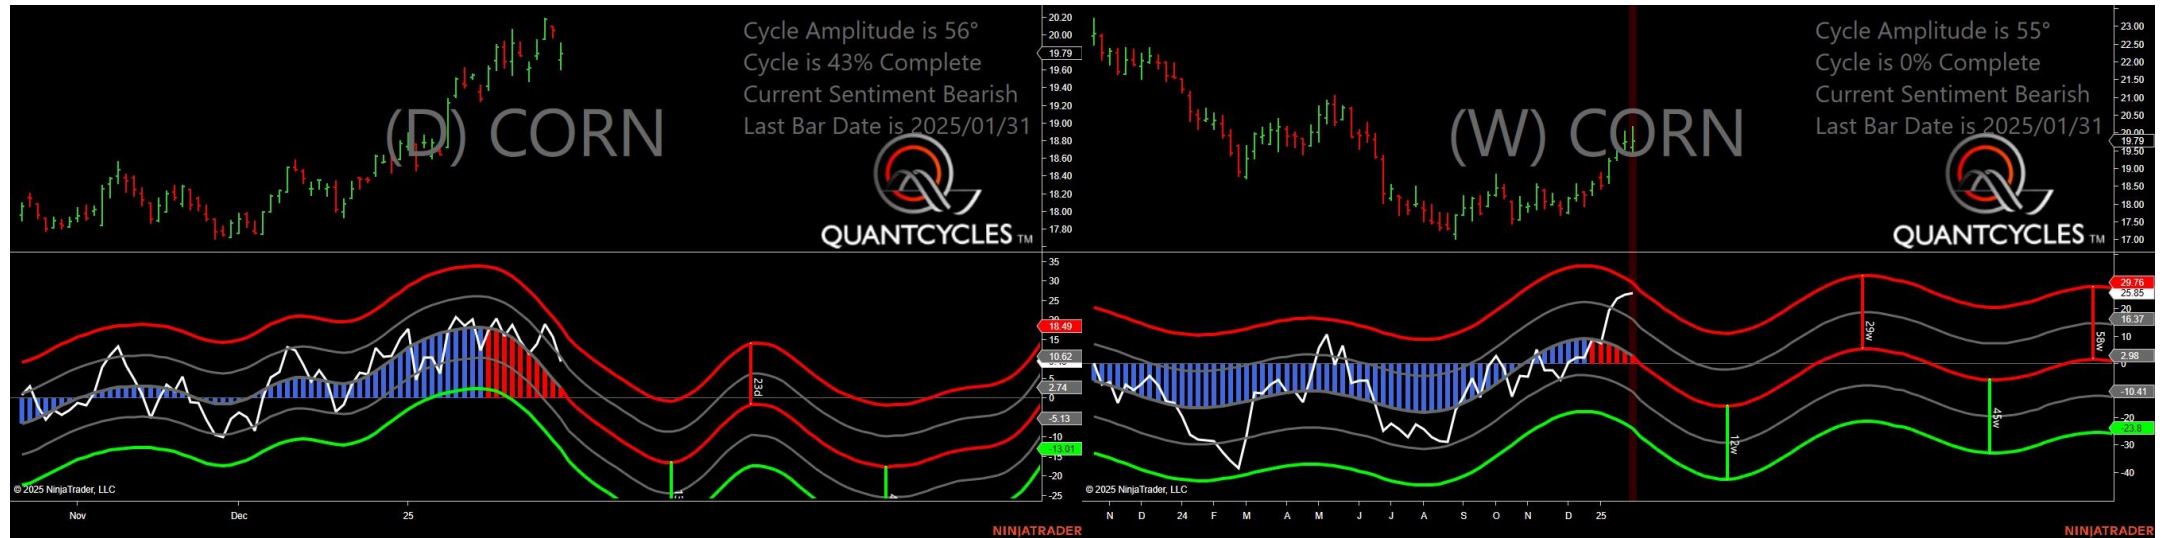 Cycle Amplitude is 56°
Cycle is 43% Complete
Current Sentiment Bearish
Last Bar Date is 2025/01/31
(D) CORN
QUANTCYCLES TM
20.20
20.00
19.79
19.60
19.40
19.20
19.00
18.80
18.60
18.40
18.20
18.00
17.80
35
30
25
20
18.49
15
10.62
5
2.74
0
-5.13
-10
-13.01
-15
-20
-25
23d
© 2025 NinjaTrader, LLC
Nov
Dec
25
NINJATRADER
Cycle Amplitude is 55°
Cycle is 0% Complete
Current Sentiment Bearish
Last Bar Date is 2025/01/31
(W) CORN
QUANTCYCLES TM
23.00
22.50
22.00
21.50
21.00
20.50
20.00
19.79
19.50
19.00
18.50
18.00
17.50
17.00
29.76
25.85
20
16.37
10
2.98
0
-10.41
-20
-23.8
-30
-40
12w
29w
45w
58w
© 2025 NinjaTrader, LLC
N
D
24
F
M
A
M
J
J
A
S
O
N
D
25
NINJATRADER